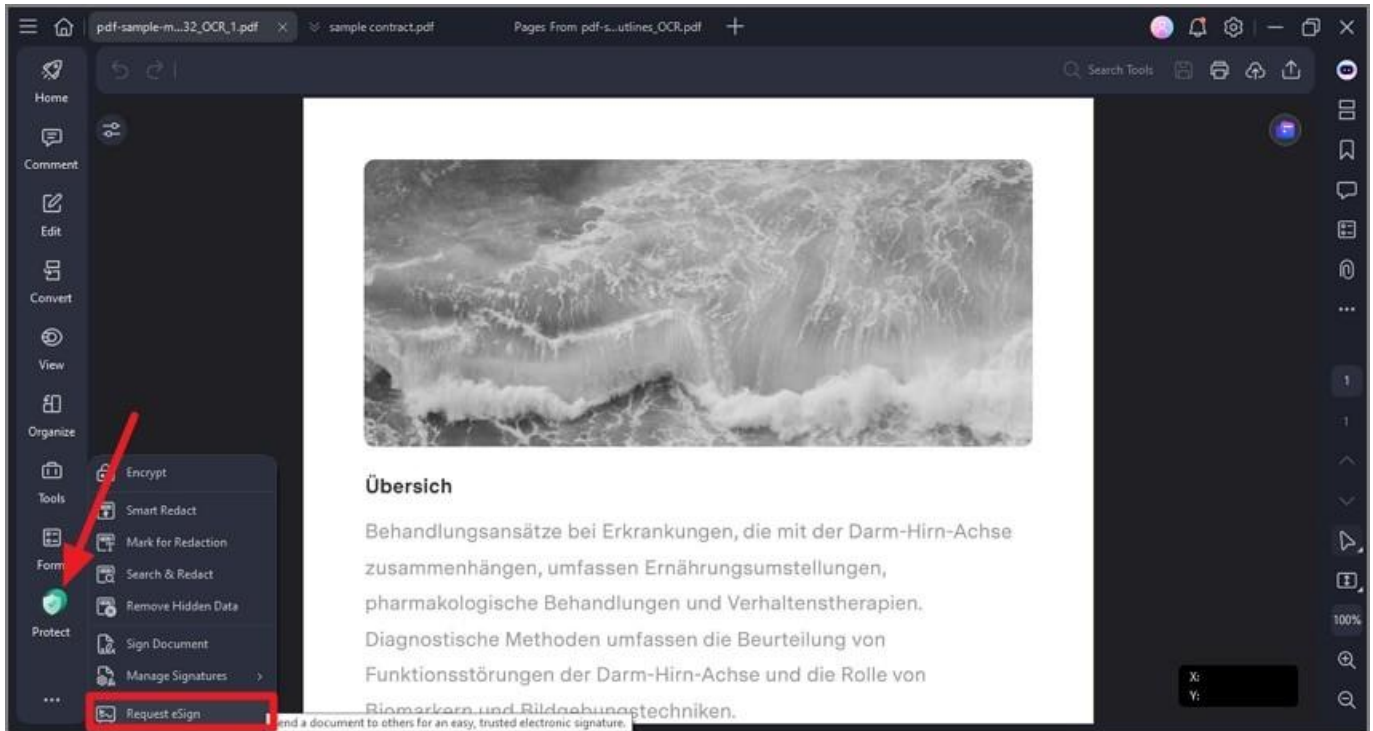 pdf-sample-m...32_OCR_1.pdf
sample contract.pdf
Pages From pdf-s...utlines_OCR.pdf
Search Tools
Home
Comment
Edit
Convert
View
Organize
Tools
Form
Protect
Encrypt
Smart Redact
Mark for Redaction
Search & Redact
Remove Hidden Data
Sign Document
Manage Signatures
Request eSign
end a document to others for an easy, trusted electronic signature.
Übersich
Behandlungsansätze bei Erkrankungen, die mit der Darm-Hirn-Achse
zusammenhängen, umfassen Ernährungsumstellungen,
pharmakologische Behandlungen und Verhaltenstherapien.
Diagnostische Methoden umfassen die Beurteilung von
Funktionsstörungen der Darm-Hirn-Achse und die Rolle von
Biomarkern und Bildgebungstechniken.
1
1
100%
X:
Y: